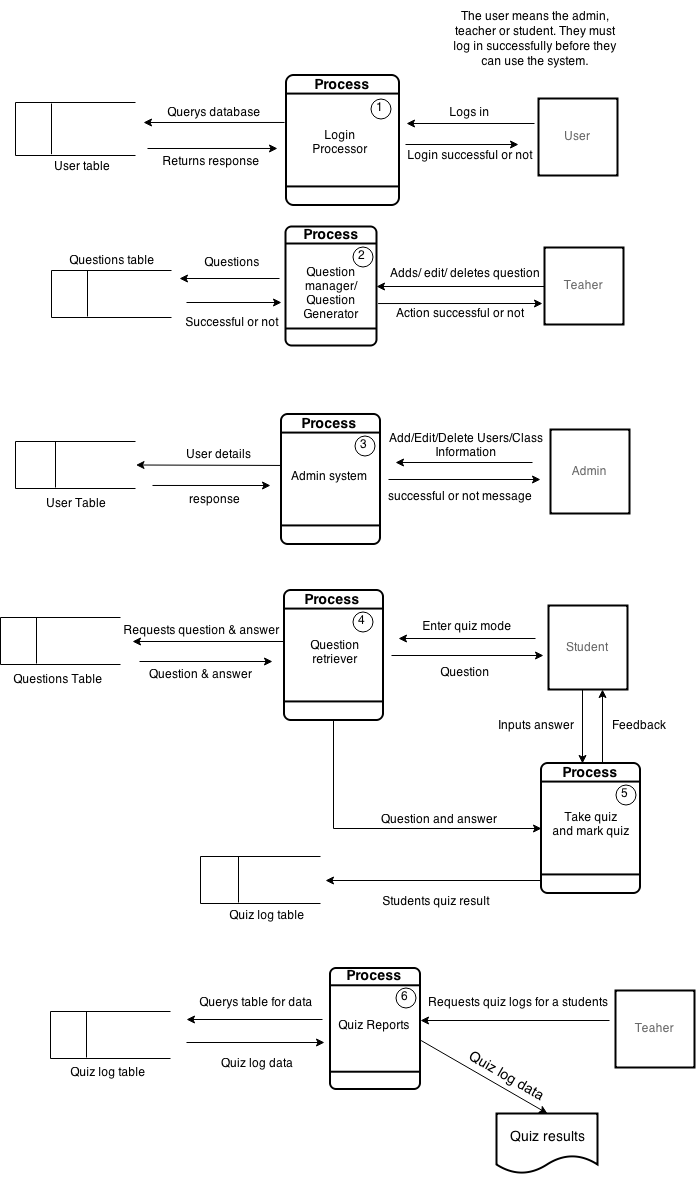 The user means the admin,
teacher or student. They must
log in successfully before they
can use the system.
Process
1
Querys database
Logs in
Login
Processor
User
Returns response
Login successful or not
User table
Process
2
Questions table
Questions
Question
manager/
Question
Generator
Adds/ edit/ deletes question
Teaher
Successful or not
Action successful or not
Process
3
User details
Add/Edit/Delete Users/Class
Information
Admin system
Admin
response
successful or not message
User Table
Process
4
Requests question & answer
Enter quiz mode
Question
retriever
Student
Question & answer
Question
Questions Table
Inputs answer
Feedback
Process
5
Question and answer
Take quiz
and mark quiz
Students quiz result
Quiz log table
Process
6
Querys table for data
Requests quiz logs for a students
Quiz Reports
Teaher
Quiz log data
Quiz log table
Quiz log data
Quiz results